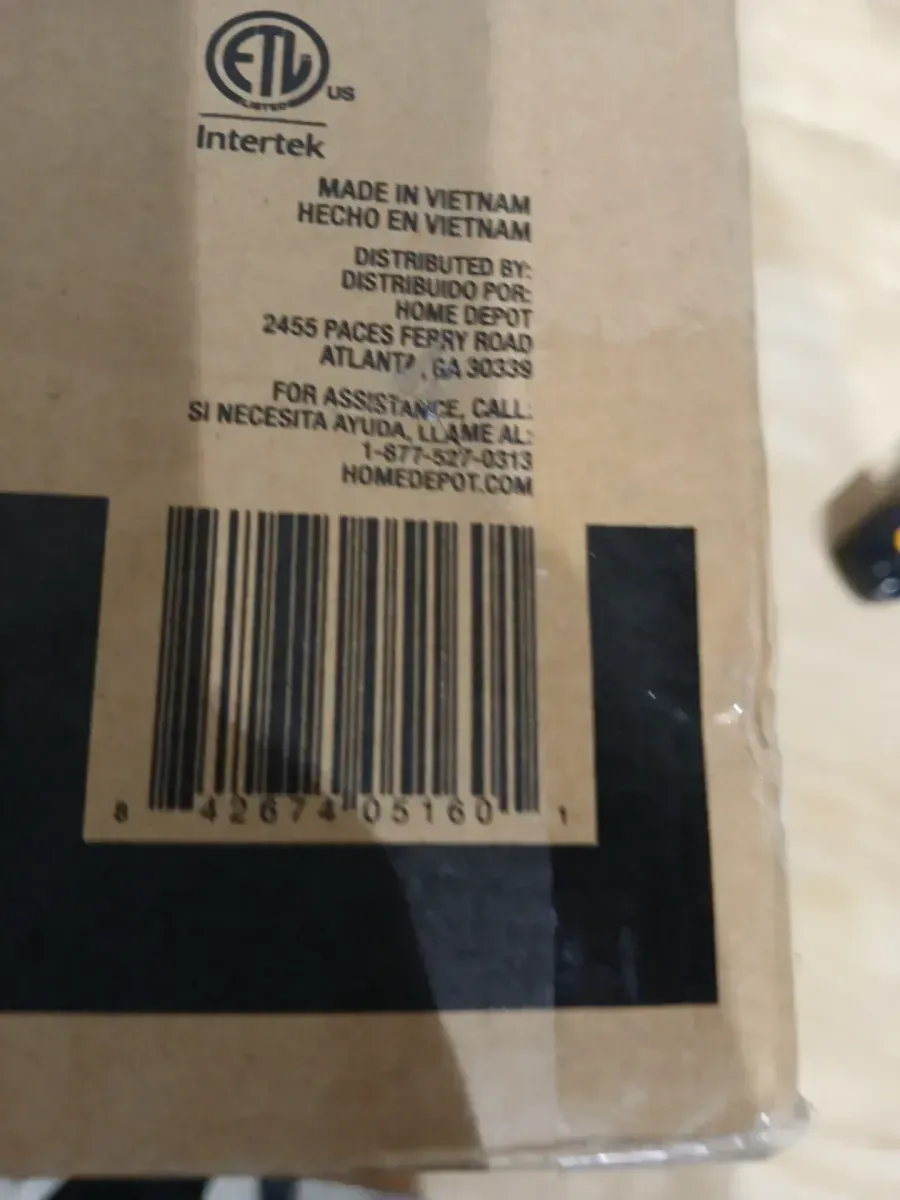 ETL
US
LISTED
Intertek
MADE IN VIETNAM
HECHO EN VIETNAM
DISTRIBUTED BY:
DISTRIBUIDO POR:
HOME DEPOT
2455 PACES FERRY ROAD
ATLANTA, GA 30339
FOR ASSISTANCE, CALL:
SI NECESITA AYUDA, LLAME AL:
1-877-527-0313
HOMEDEPOT.COM
8 42674 05160 1